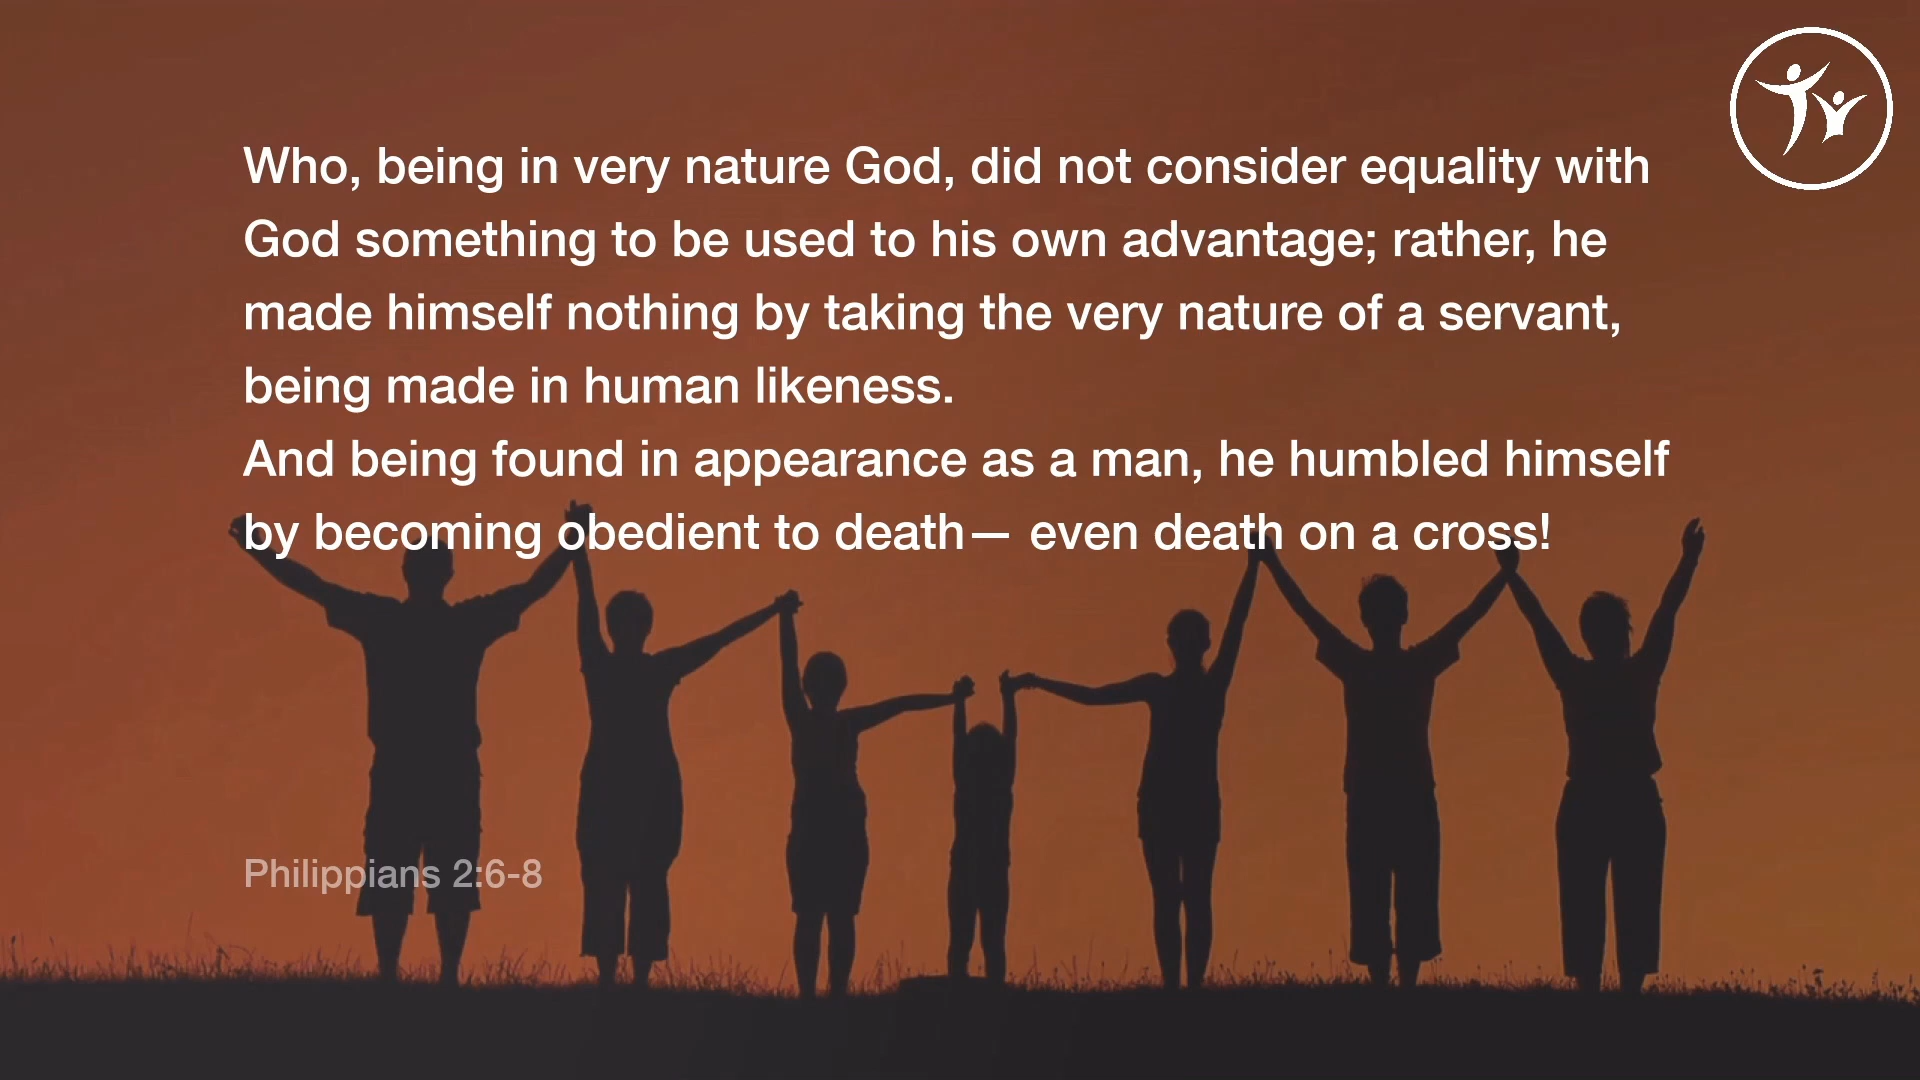 Who, being in very nature God, did not consider equality with
God something to be used to his own advantage; rather, he
made himself nothing by taking the very nature of a servant,
being made in human likeness.
And being found in appearance as a man, he humbled himself
by becoming obedient to death— even death on a cross!
Philippians 2:6-8